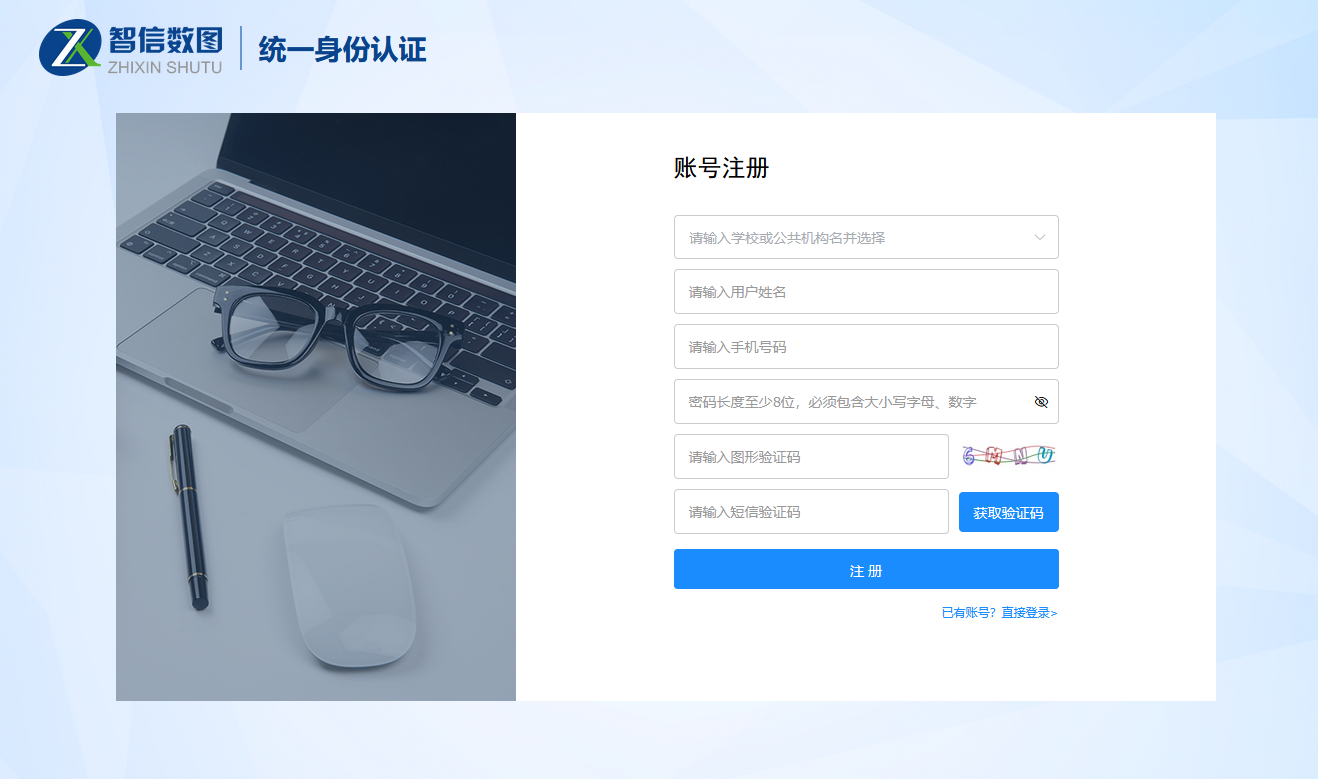 智信数图
ZHIXIN SHUTU
统一身份认证
账号注册
请输入学校或公共机构名并选择
请输入用户姓名
请输入手机号码
密码长度至少8位，必须包含大小写字母、数字
请输入图形验证码
6MNU
请输入短信验证码
获取验证码
注 册
已有账号？直接登录>